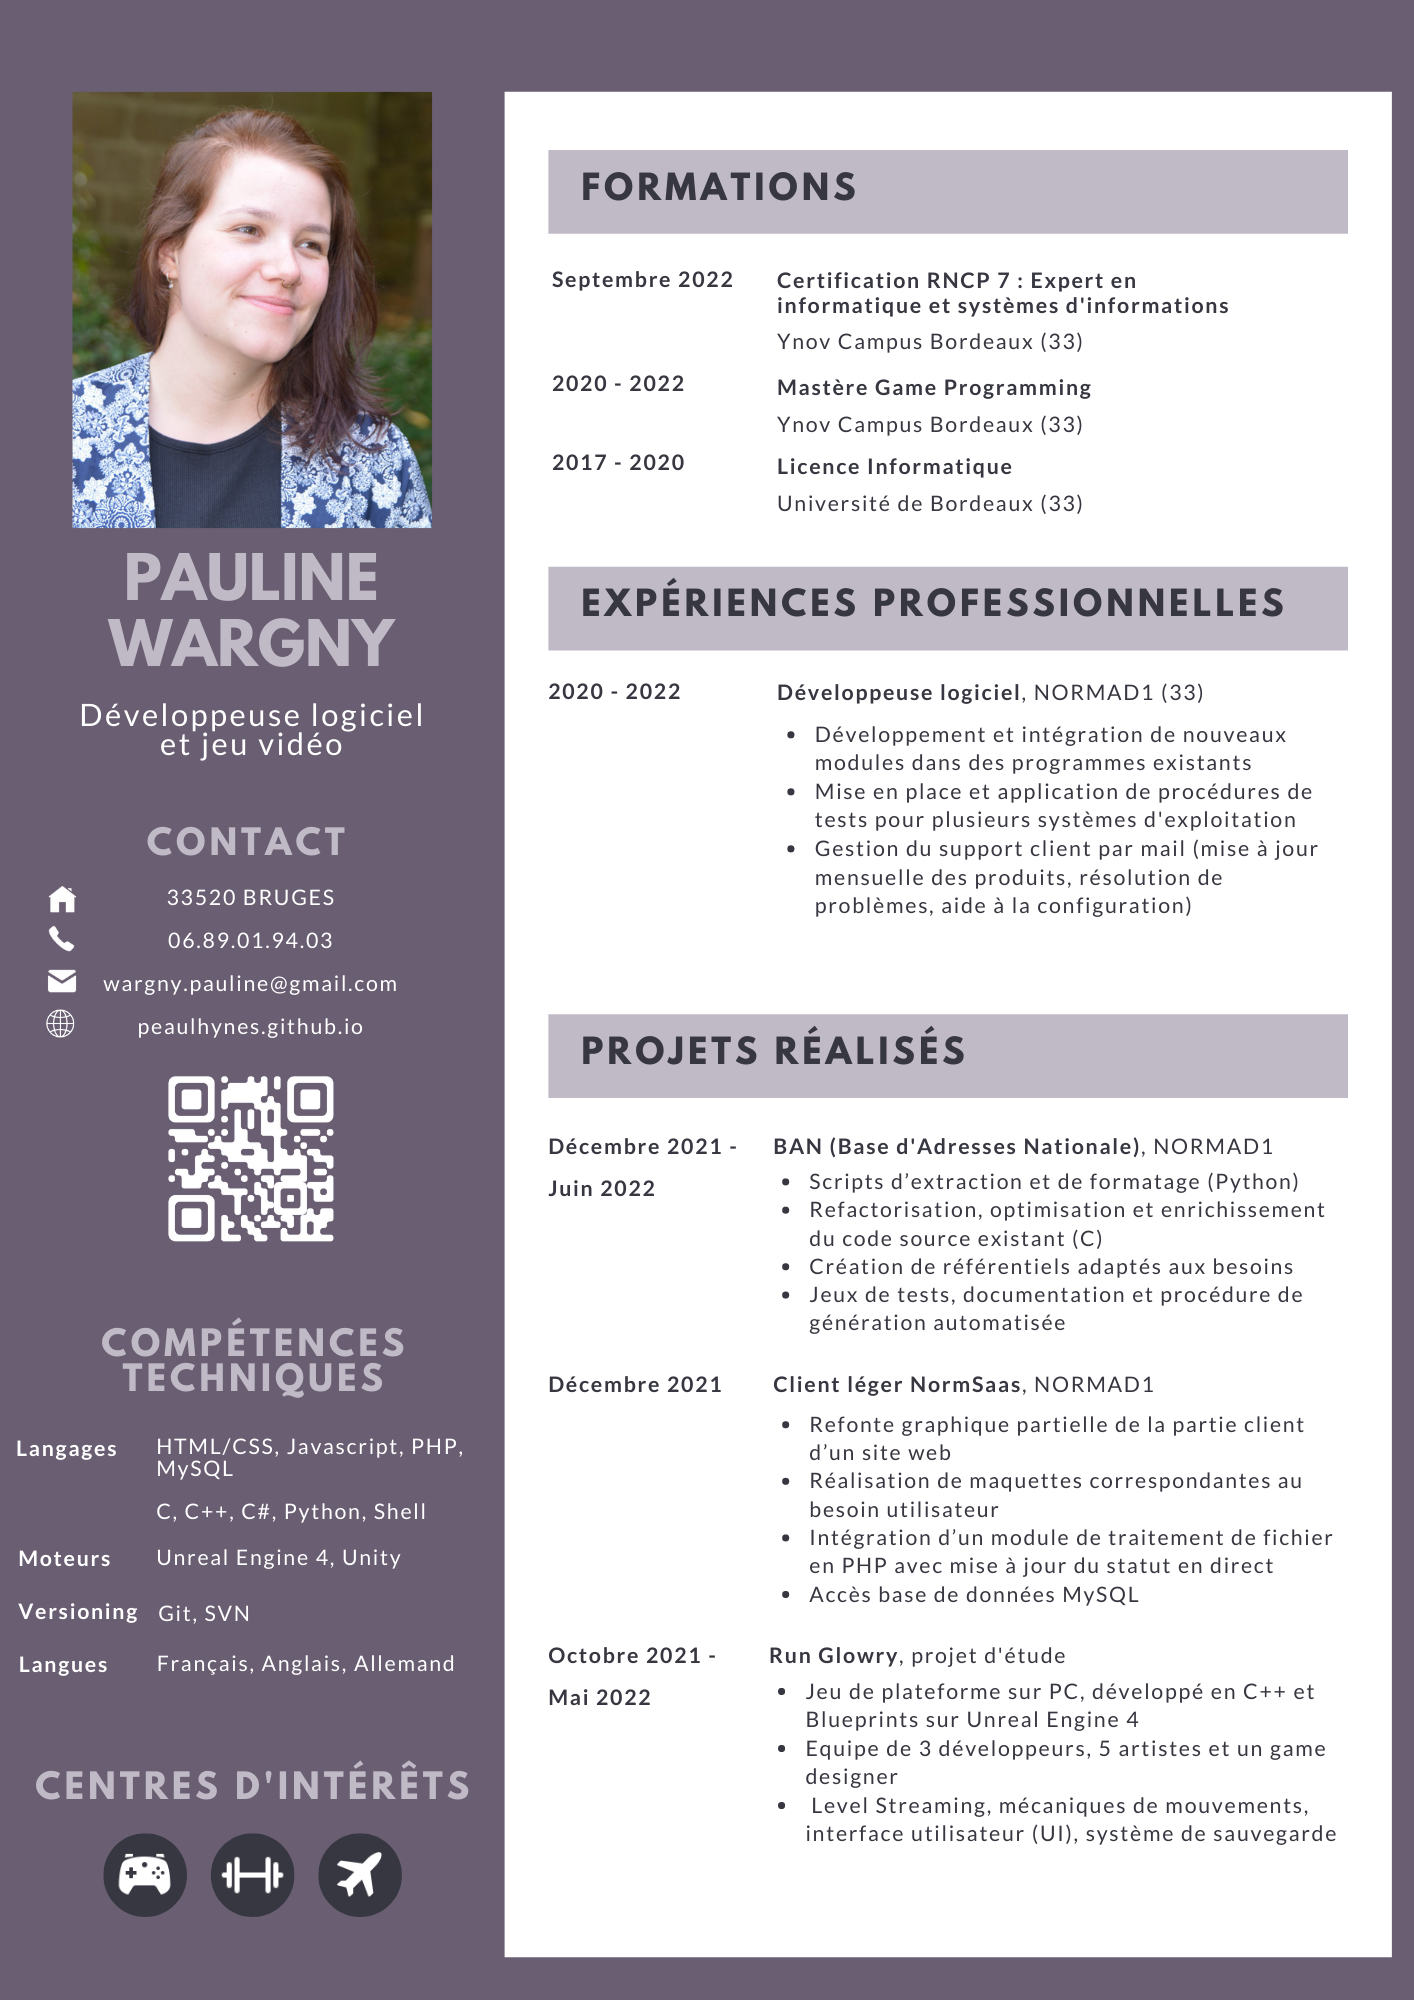 PAULINE
WARGNY
Développeuse logiciel
et jeu vidéo
CONTACT
33520 BRUGES
06.89.01.94.03
wargny.pauline@gmail.com
peaulhynes.github.io
COMPÉTENCES
TECHNIQUES
Langages HTML/CSS, Javascript, PHP,
MySQL
C, C++, C#, Python, Shell
Moteurs Unreal Engine 4, Unity
Versioning Git, SVN
Langues Français, Anglais, Allemand
CENTRES D'INTÉRÊTS
FORMATIONS
Septembre 2022 Certification RNCP 7 : Expert en
informatique et systèmes d'informations
Ynov Campus Bordeaux (33)
2020 - 2022 Mastère Game Programming
Ynov Campus Bordeaux (33)
2017 - 2020 Licence Informatique
Université de Bordeaux (33)
EXPÉRIENCES PROFESSIONNELLES
2020 - 2022 Développeuse logiciel, NORMAD1 (33)
• Développement et intégration de nouveaux
modules dans des programmes existants
• Mise en place et application de procédures de
tests pour plusieurs systèmes d'exploitation
• Gestion du support client par mail (mise à jour
mensuelle des produits, résolution de
problèmes, aide à la configuration)
PROJETS RÉALISÉS
Décembre 2021 - BAN (Base d'Adresses Nationale), NORMAD1
Juin 2022
• Scripts d’extraction et de formatage (Python)
• Refactorisation, optimisation et enrichissement
du code source existant (C)
• Création de référentiels adaptés aux besoins
• Jeux de tests, documentation et procédure de
génération automatisée
Décembre 2021 Client léger NormSaas, NORMAD1
• Refonte graphique partielle de la partie client
d’un site web
• Réalisation de maquettes correspondantes au
besoin utilisateur
• Intégration d’un module de traitement de fichier
en PHP avec mise à jour du statut en direct
• Accès base de données MySQL
Octobre 2021 - Run Glowry, projet d'étude
Mai 2022
• Jeu de plateforme sur PC, développé en C++ et
Blueprints sur Unreal Engine 4
• Equipe de 3 développeurs, 5 artistes et un game
designer
• Level Streaming, mécaniques de mouvements,
interface utilisateur (UI), système de sauvegarde